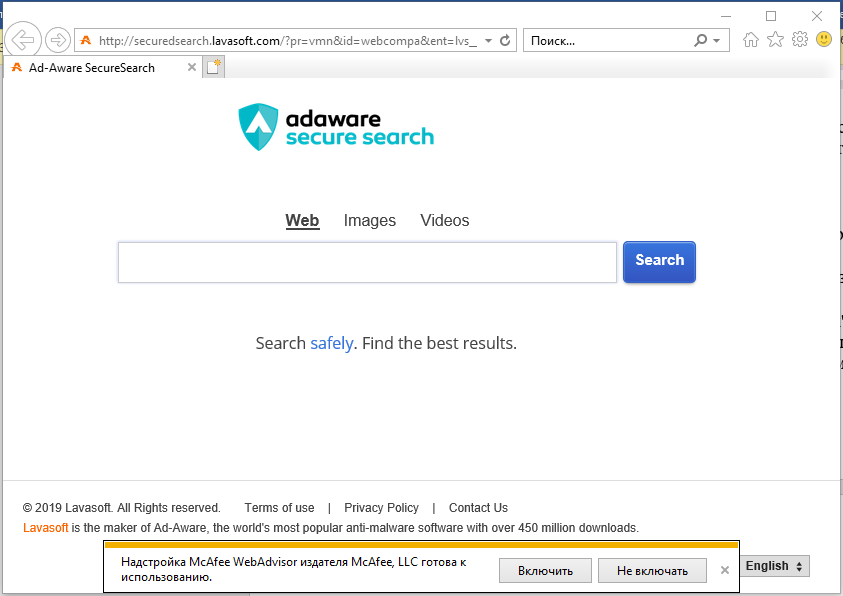 http://securedsearch.lavasoft.com/?pr=vmn&id=webcompa&ent=lvs_
Поиск...
Ad-Aware SecureSearch
adaware
secure search
Web Images Videos
Search
Search safely. Find the best results.
© 2019 Lavasoft. All Rights reserved. Terms of use | Privacy Policy | Contact Us
Lavasoft is the maker of Ad-Aware, the world's most popular anti-malware software with over 450 million downloads.
Надстройка McAfee WebAdvisor издателя McAfee, LLC готова к
использованию.
Включить
Не включать
English